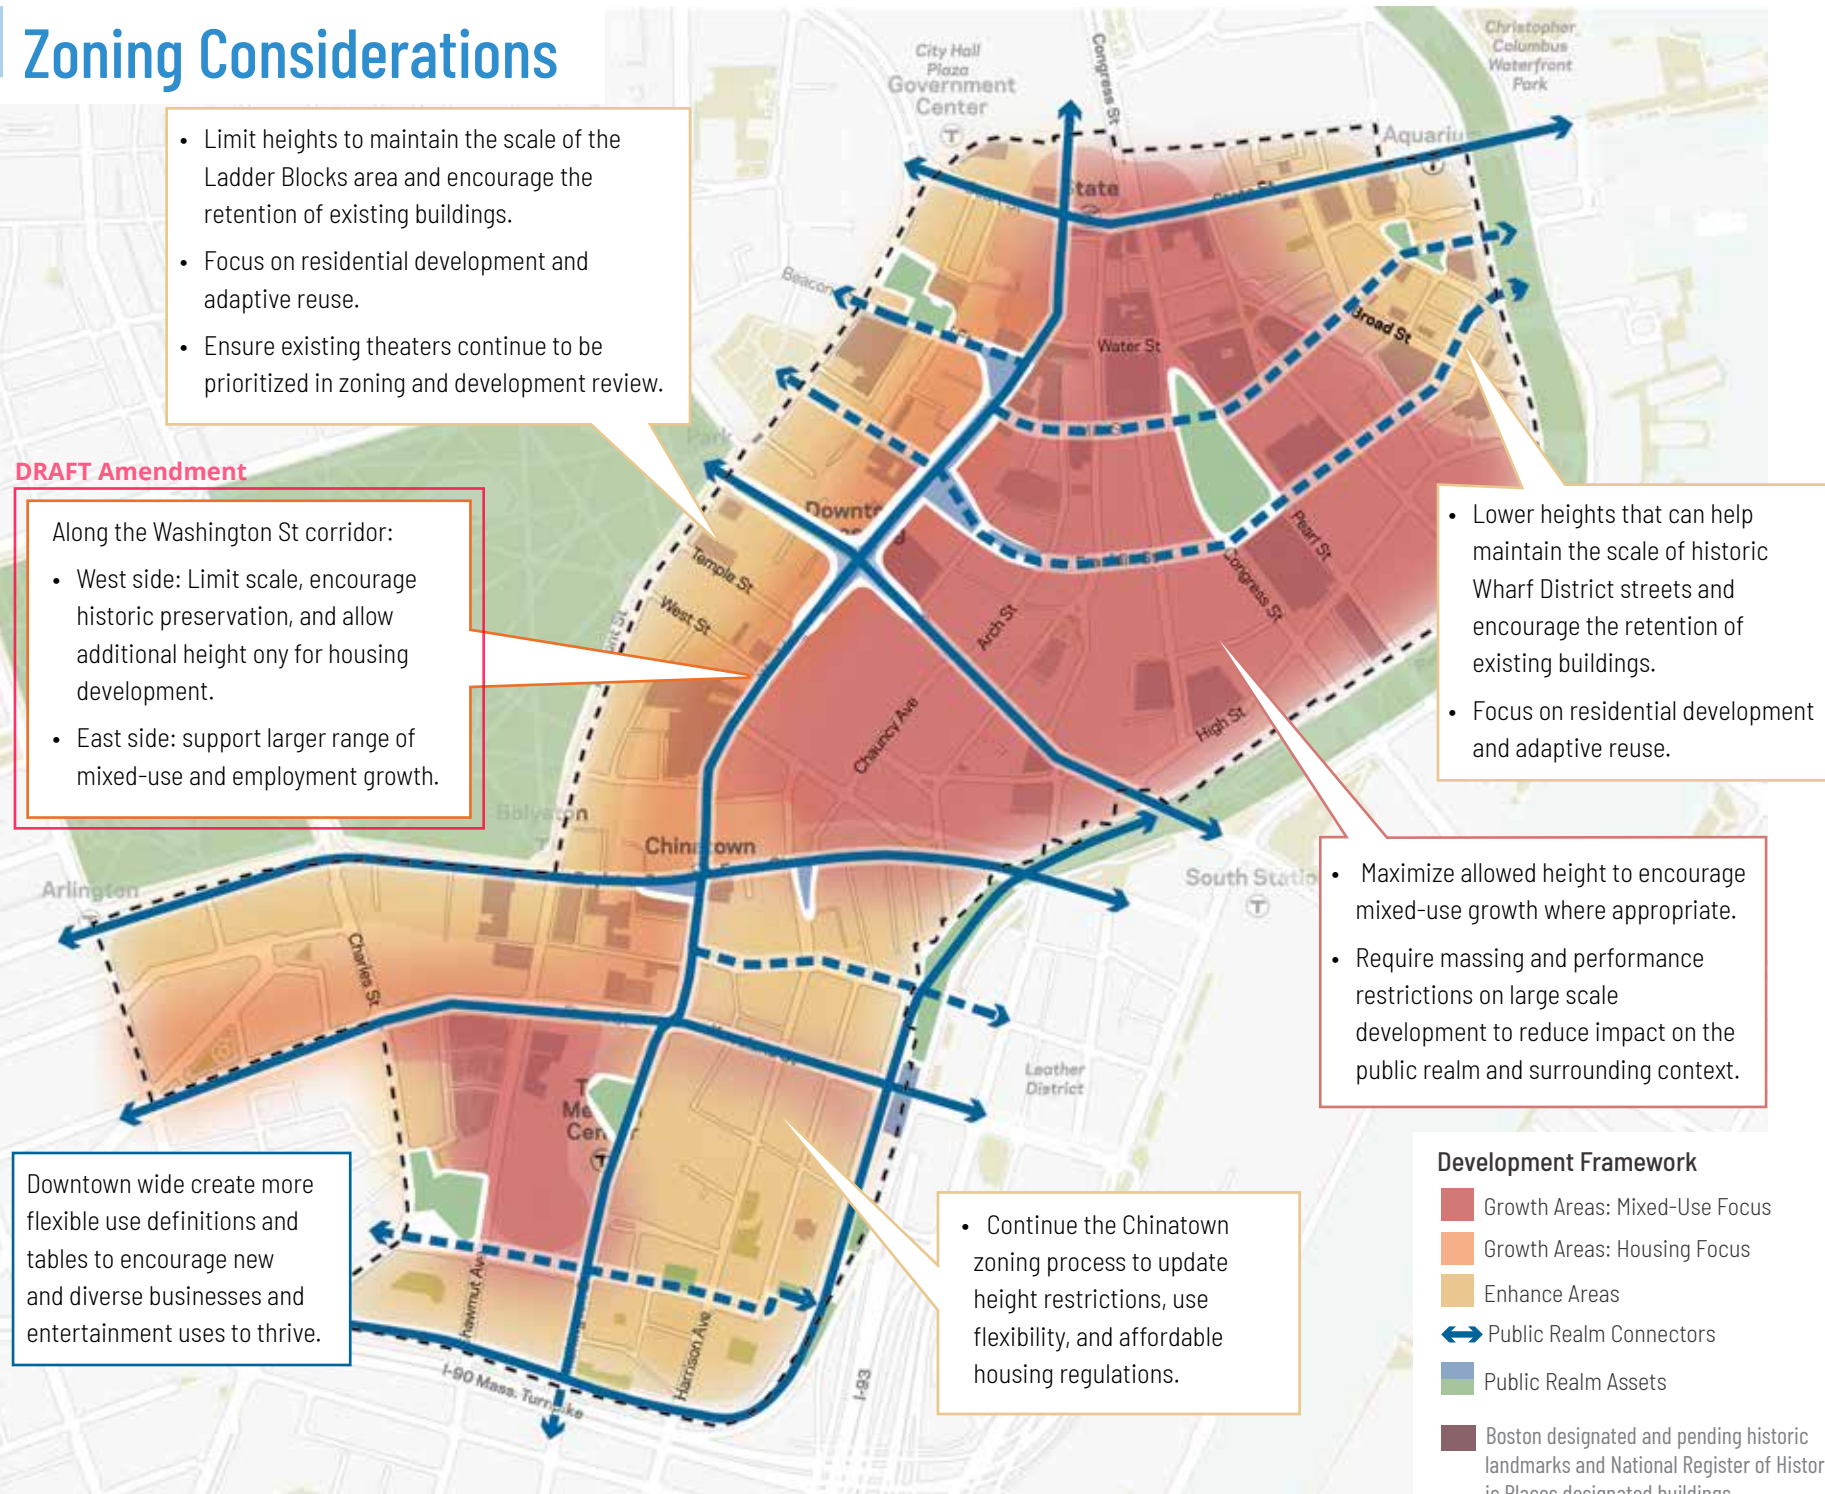 Zoning Considerations
• Limit heights to maintain the scale of the
Ladder Blocks area and encourage the
retention of existing buildings.
• Focus on residential development and
adaptive reuse.
• Ensure existing theaters continue to be
prioritized in zoning and development review.
DRAFT Amendment
Along the Washington St corridor:
• West side: Limit scale, encourage
historic preservation, and allow
additional height ony for housing
development.
• East side: support larger range of
mixed-use and employment growth.
• Lower heights that can help
maintain the scale of historic
Wharf District streets and
encourage the retention of
existing buildings.
• Focus on residential development
and adaptive reuse.
• Maximize allowed height to encourage
mixed-use growth where appropriate.
• Require massing and performance
restrictions on large scale
development to reduce impact on the
public realm and surrounding context.
Downtown wide create more
flexible use definitions and
tables to encourage new
and diverse businesses and
entertainment uses to thrive.
• Continue the Chinatown
zoning process to update
height restrictions, use
flexibility, and affordable
housing regulations.
Development Framework
Growth Areas: Mixed-Use Focus
Growth Areas: Housing Focus
Enhance Areas
Public Realm Connectors
Public Realm Assets
Boston designated and pending historic
landmarks and National Register of Histor
ic Places designated buildings
City Hall
Plaza
Government
Center
T
Congress St
Christopher
Columbus
Waterfront
Park
Aquarium
State
Beacon
Water St
Broad St
Park
Temple St
West St
Arch St
Pearl St
Congress St
High St
Chauncy Ave
Chinatown
Arlington
T
Charles St
South Station
T
Leather
District
Center
T
Harrison Ave
I-90 Mass. Turnpike
I-93